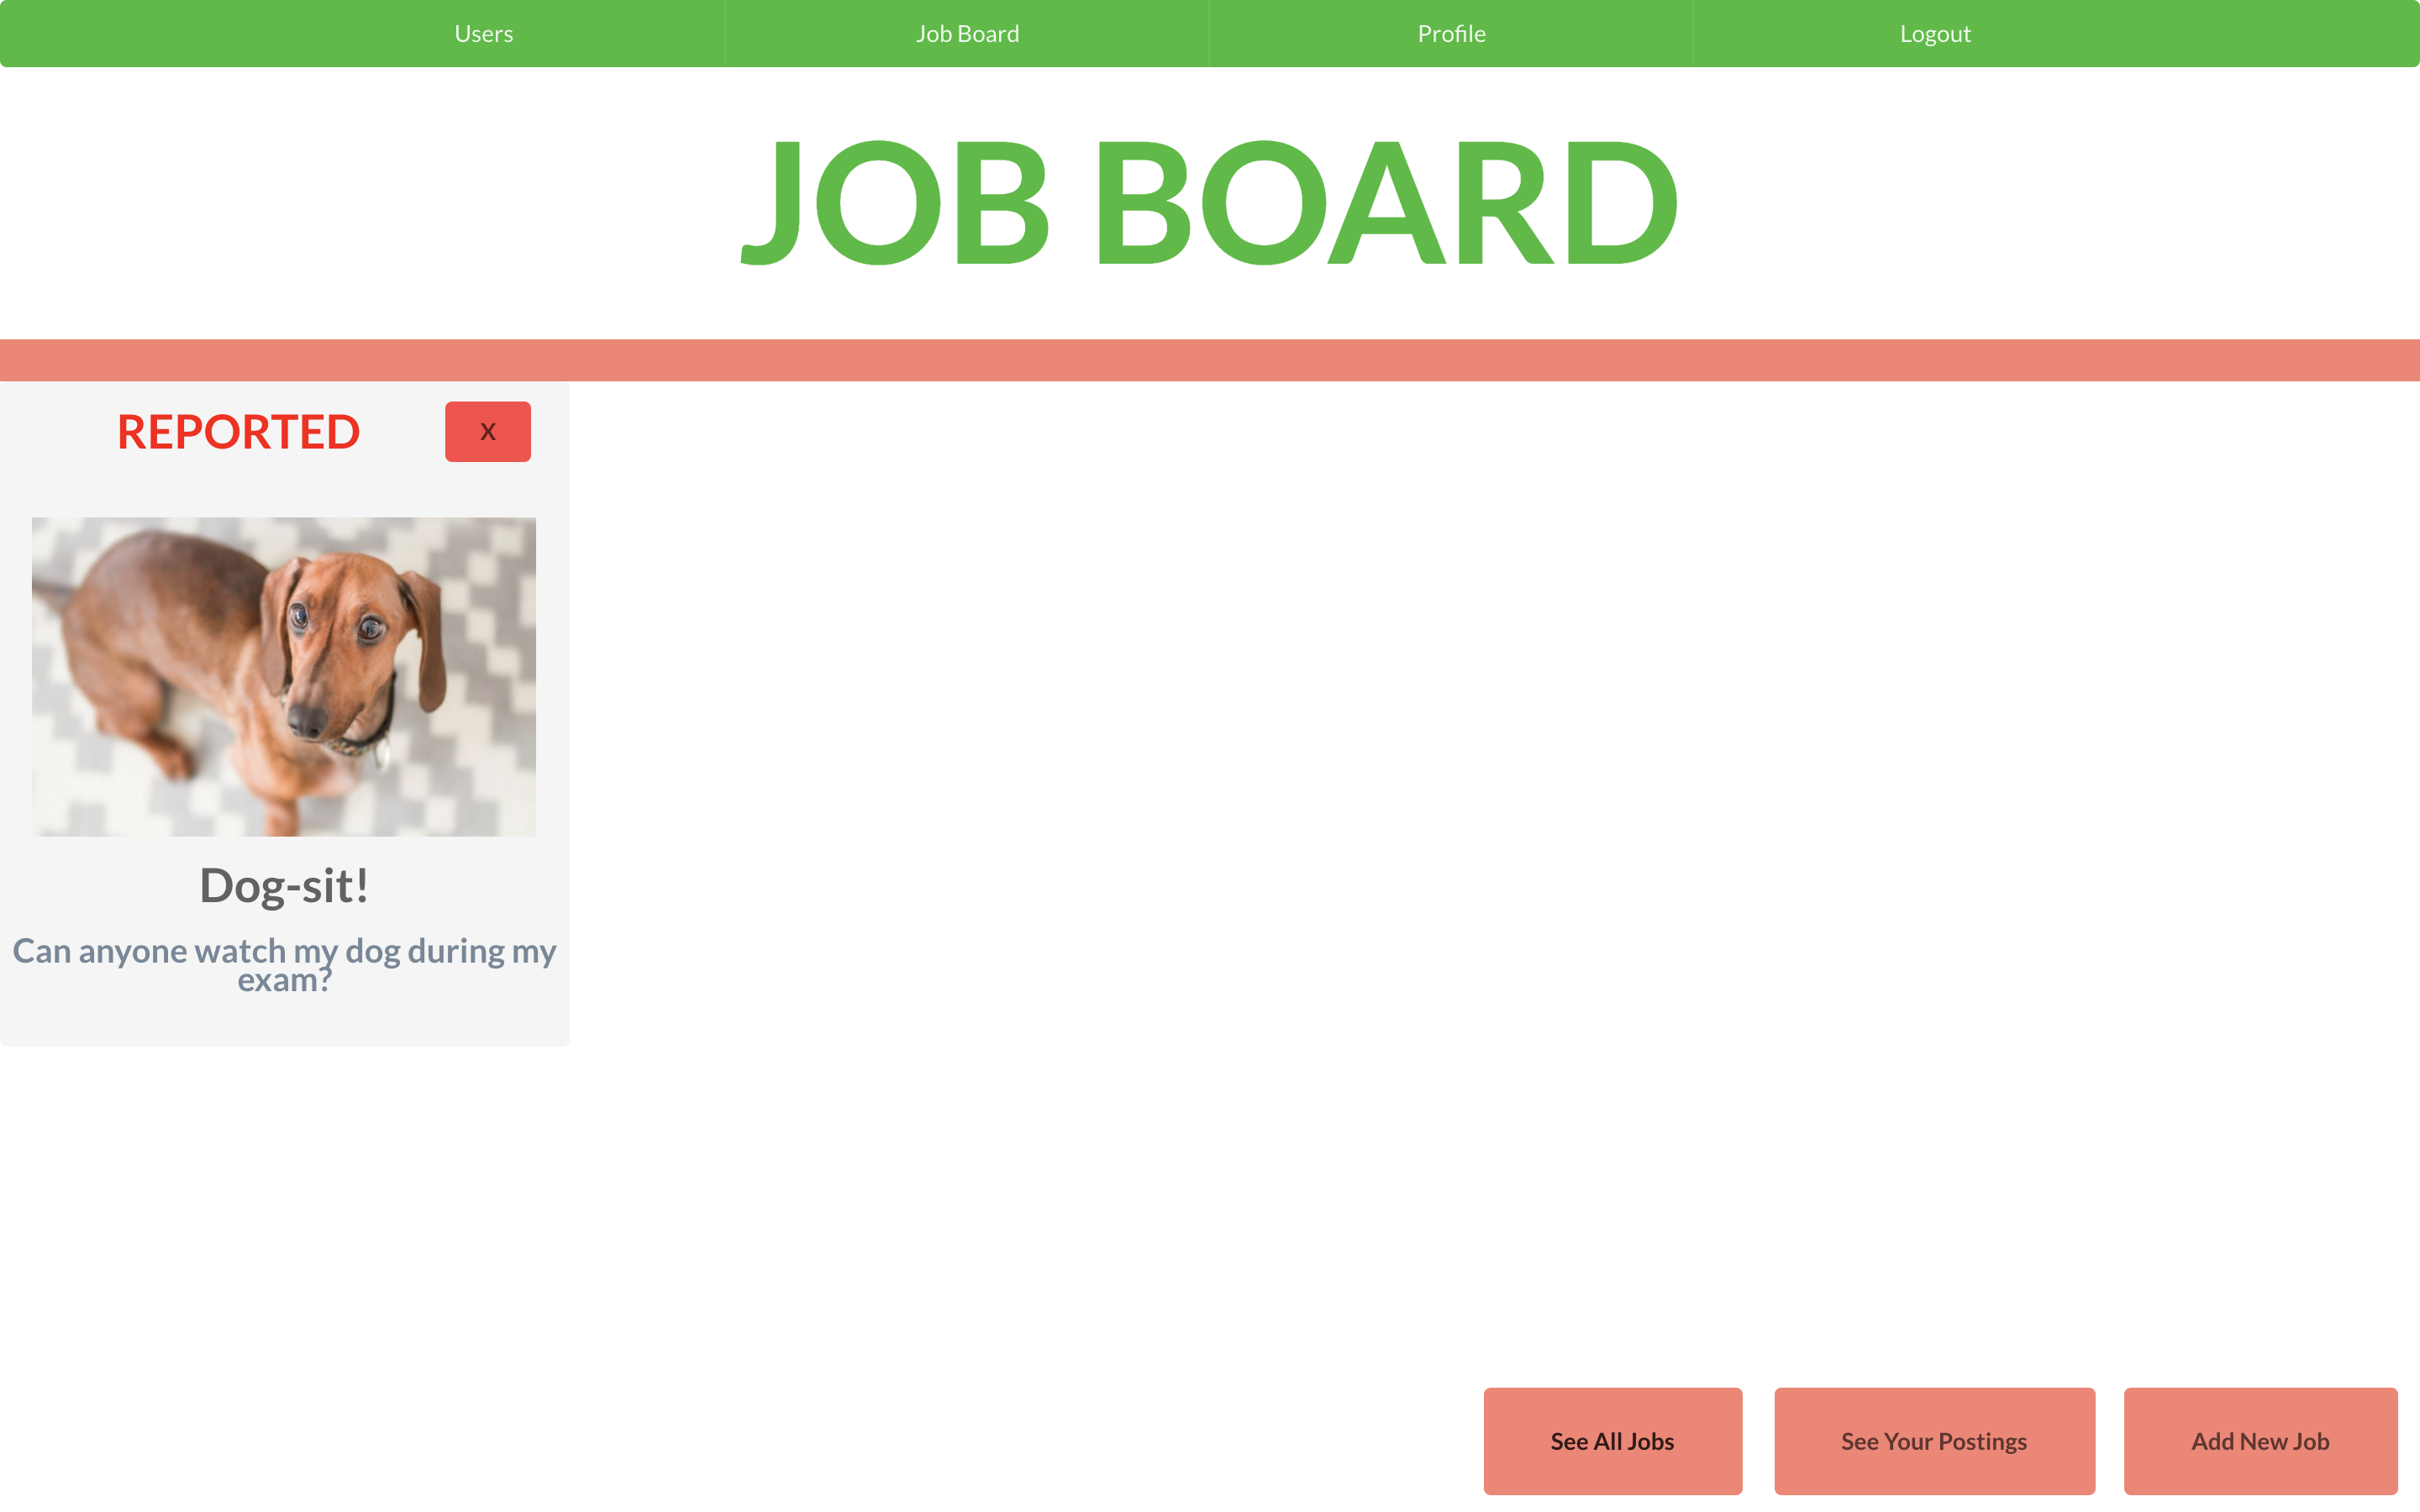 Users
Job Board
Profile
Logout
JOB BOARD
REPORTED
X
Dog-sit!
Can anyone watch my dog during my
exam?
See All Jobs
See Your Postings
Add New Job